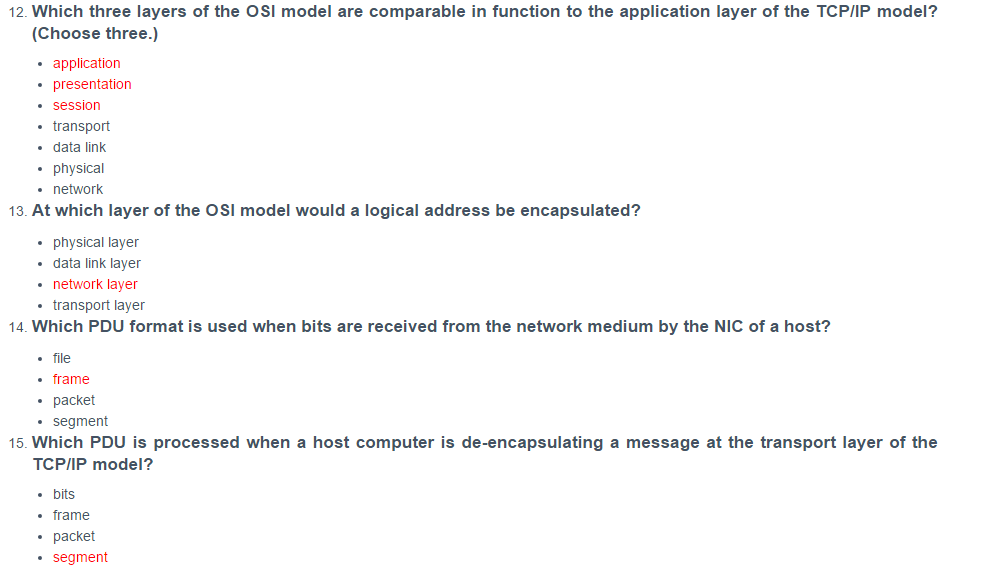 12. Which three layers of the OSI model are comparable in function to the application layer of the TCP/IP model?
(Choose three.)
• application
• presentation
• session
• transport
• data link
• physical
• network
13. At which layer of the OSI model would a logical address be encapsulated?
• physical layer
• data link layer
• network layer
• transport layer
14. Which PDU format is used when bits are received from the network medium by the NIC of a host?
• file
• frame
• packet
• segment
15. Which PDU is processed when a host computer is de-encapsulating a message at the transport layer of the
TCP/IP model?
• bits
• frame
• packet
• segment